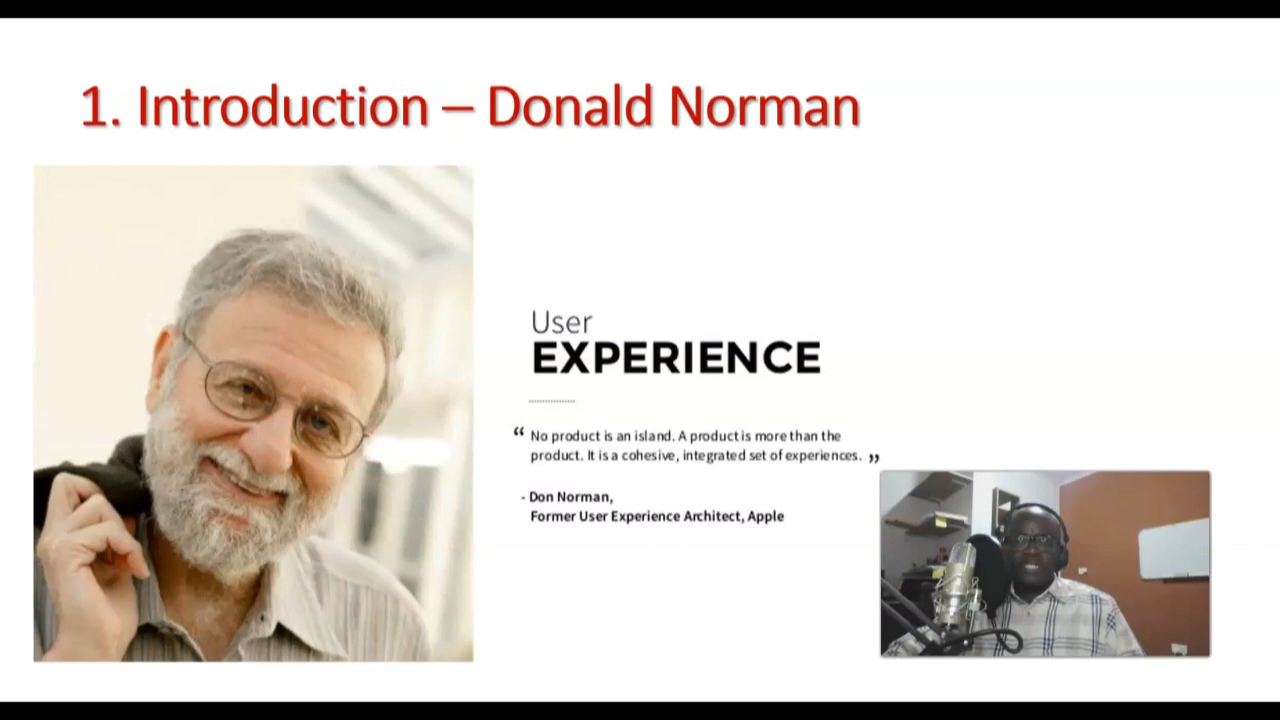 1. Introduction – Donald Norman
User
EXPERIENCE
“ No product is an island. A product is more than the
product. It is a cohesive, integrated set of experiences. ”
- Don Norman,
Former User Experience Architect, Apple